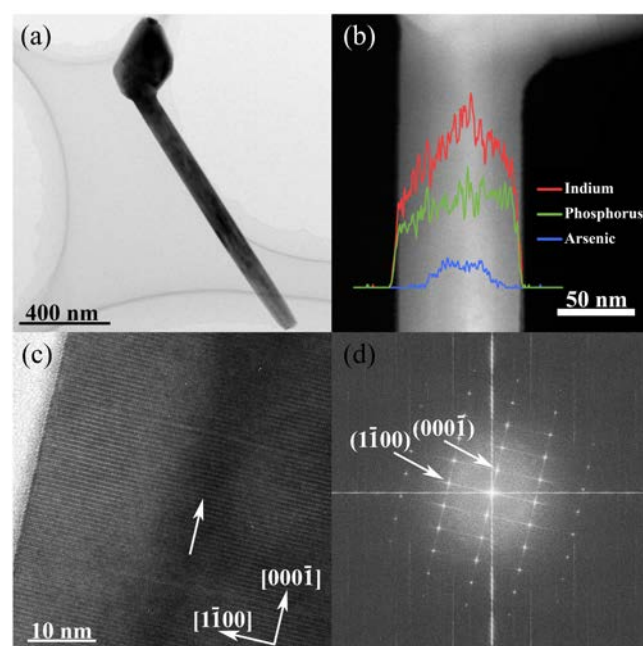 (a)
400 nm
(b)
Indium
Phosphorus
Arsenic
50 nm
(c)
[0001̄]
[11̄00]
10 nm
(d)
(11̄00)
(0001̄)